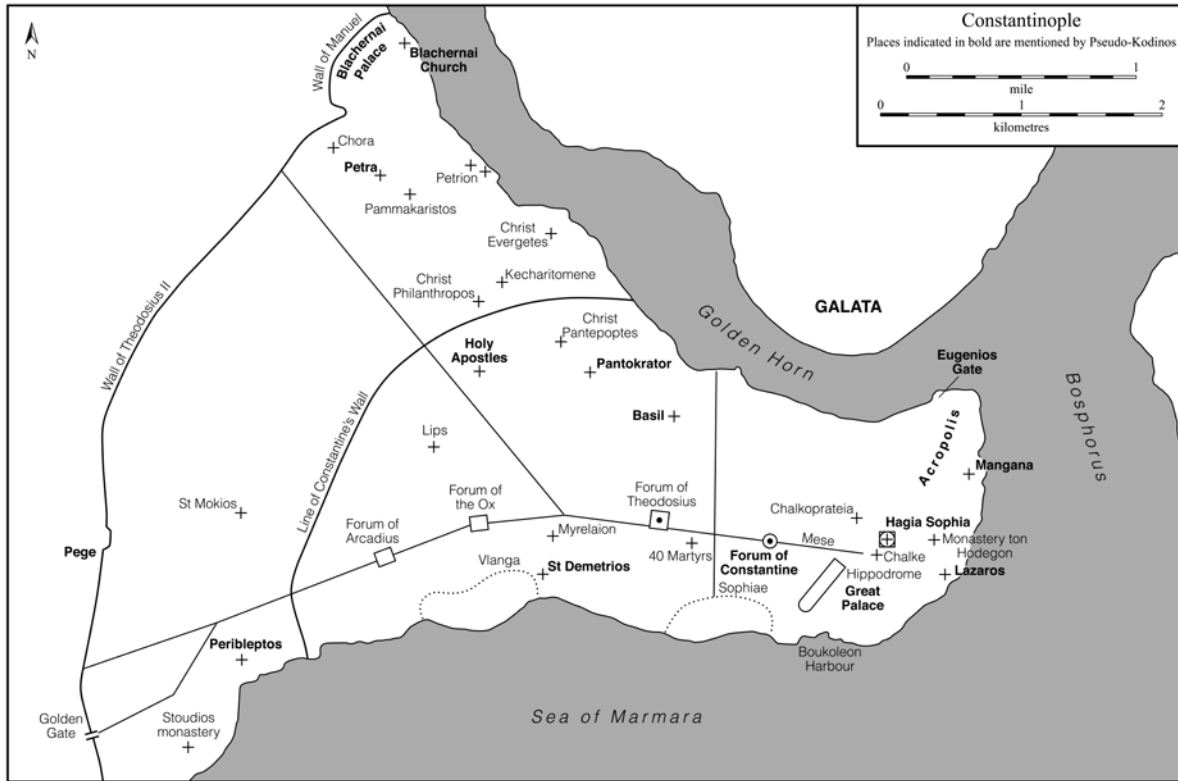 Constantinople
Places indicated in bold are mentioned by Pseudo-Kodinos
0 1
mile
0 1 2
kilometres
N
Wall of Manuel
Blachernai
Palace
Blachernai
Church
Chora
Petra
Petrion
Pammakaristos
Christ
Evergetes
Kecharitomene
Christ
Philanthropos
Wall of Theodosius II
Christ
Pantepoptes
Golden Horn
GALATA
Holy
Apostles
Pantokrator
Eugenios
Gate
Bosphorus
Line of Constantine's Wall
Lips
Basil
Acropolis
Mangana
St Mokios
Forum of
the Ox
Forum of
Theodosius
Chalkoprateia
Hagia Sophia
Forum of
Arcadius
Myrelaion
40 Martyrs
Forum of
Constantine
Mese
Chalke
Monastery ton
Hodegon
Pege
Vlanga
St Demetrios
Sophiae
Hippodrome
Great
Palace
Lazaros
Peribleptos
Boukoleon
Harbour
Golden
Gate
Stoudios
monastery
Sea of Marmara